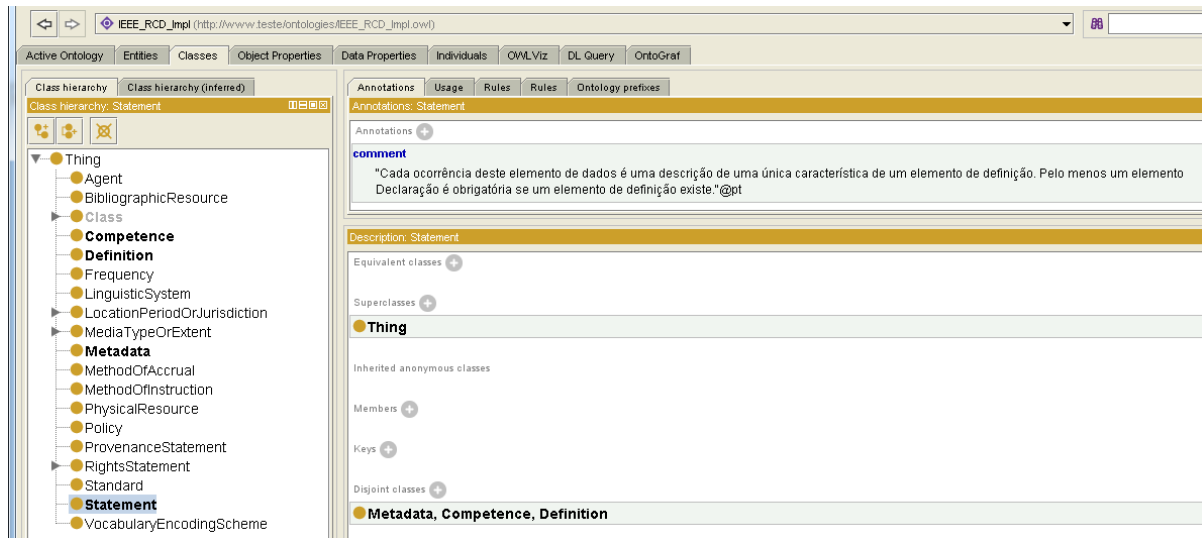 IEEE_RCD_Impl (http://www.teste/ontologies/IEEE_RCD_Impl.owl)
Active Ontology Entities Classes Object Properties Data Properties Individuals OWLViz DL Query OntoGraf
Class hierarchy Class hierarchy (inferred)
Class hierarchy: Statement
Thing
Agent
BibliographicResource
Class
Competence
Definition
Frequency
LinguisticSystem
LocationPeriodOrJurisdiction
MediaTypeOrExtent
Metadata
MethodOfAccrual
MethodOfInstruction
PhysicalResource
Policy
ProvenanceStatement
RightsStatement
Standard
Statement
VocabularyEncodingScheme
Annotations Usage Rules Rules Ontology prefixes
Annotations: Statement
Annotations
comment
"Cada ocorrência deste elemento de dados é uma descrição de uma única característica de um elemento de definição. Pelo menos um elemento
Declaração é obrigatória se um elemento de definição existe."@pt
Description: Statement
Equivalent classes
Superclasses
Thing
Inherited anonymous classes
Members
Keys
Disjoint classes
Metadata, Competence, Definition